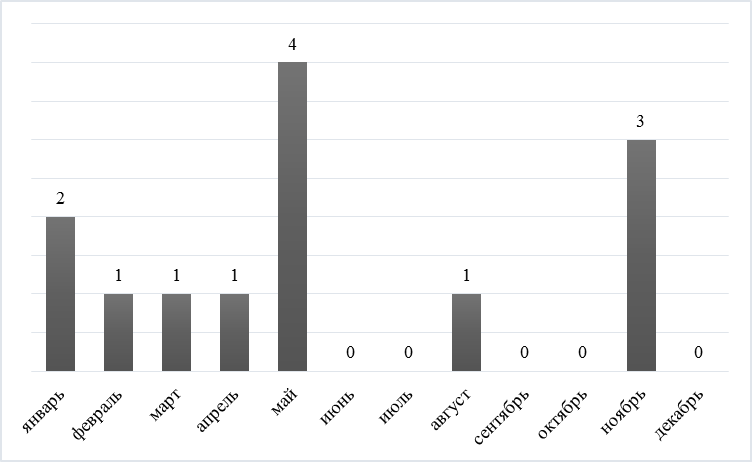 4
3
2
1
1
1
1
0
0
0
0
0
январь
февраль
март
апрель
май
июнь
июль
август
сентябрь
октябрь
ноябрь
декабрь